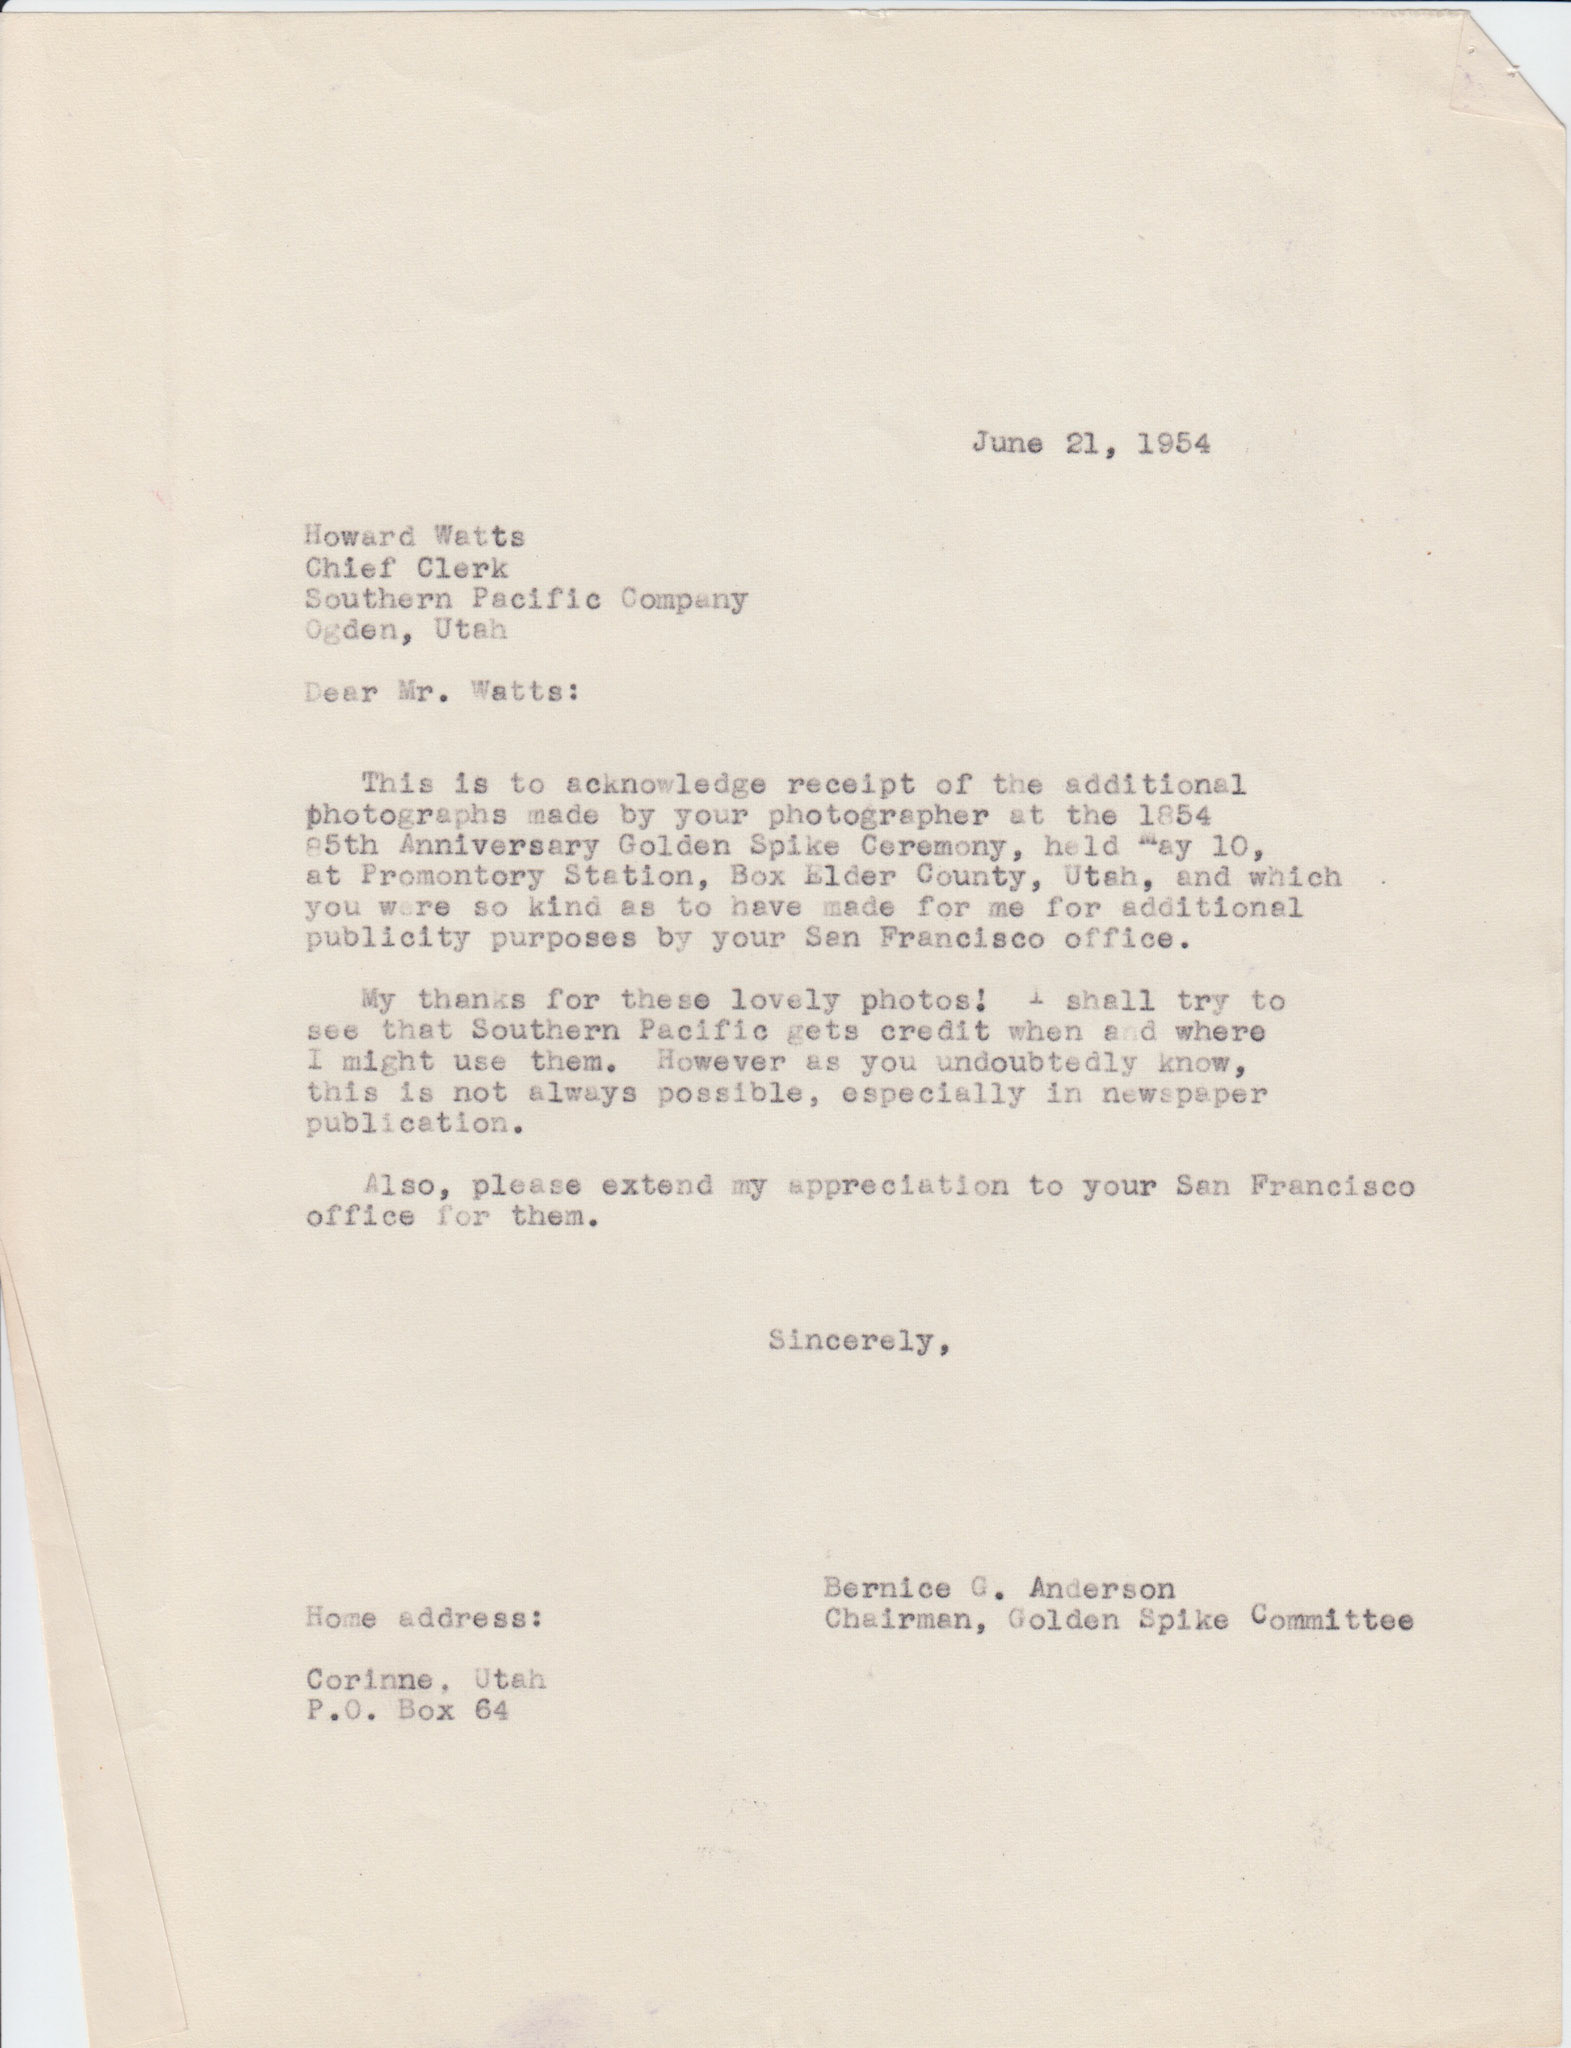 June 21, 1954
Howard Watts
Chief Clerk
Southern Pacific Company
Ogden, Utah
Dear Mr. Watts:
This is to acknowledge receipt of the additional
photographs made by your photographer at the 1854
85th Anniversary Golden Spike Ceremony, held May 10,
at Promontory Station, Box Elder County, Utah, and which
you were so kind as to have made for me for additional
publicity purposes by your San Francisco office.
My thanks for these lovely photos! I shall try to
see that Southern Pacific gets credit when and where
I might use them. However as you undoubtedly know,
this is not always possible, especially in newspaper
publication.
Also, please extend my appreciation to your San Francisco
office for them.
Sincerely,
Bernice G. Anderson
Chairman, Golden Spike Committee
Home address:
Corinne, Utah
P.O. Box 64